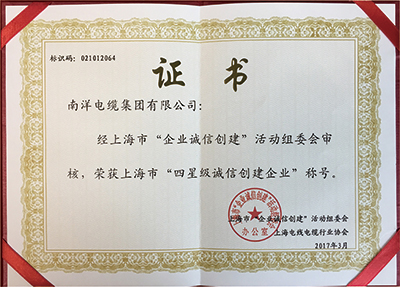 标识码：021012064
证书
南洋电缆集团有限公司：
经上海市“企业诚信创建”活动组委会审
核，荣获上海市“四星级诚信创建企业”称号。
上海市“企业诚信创建”活动组委会
上海电线电缆行业协会
2017年3月
办公室